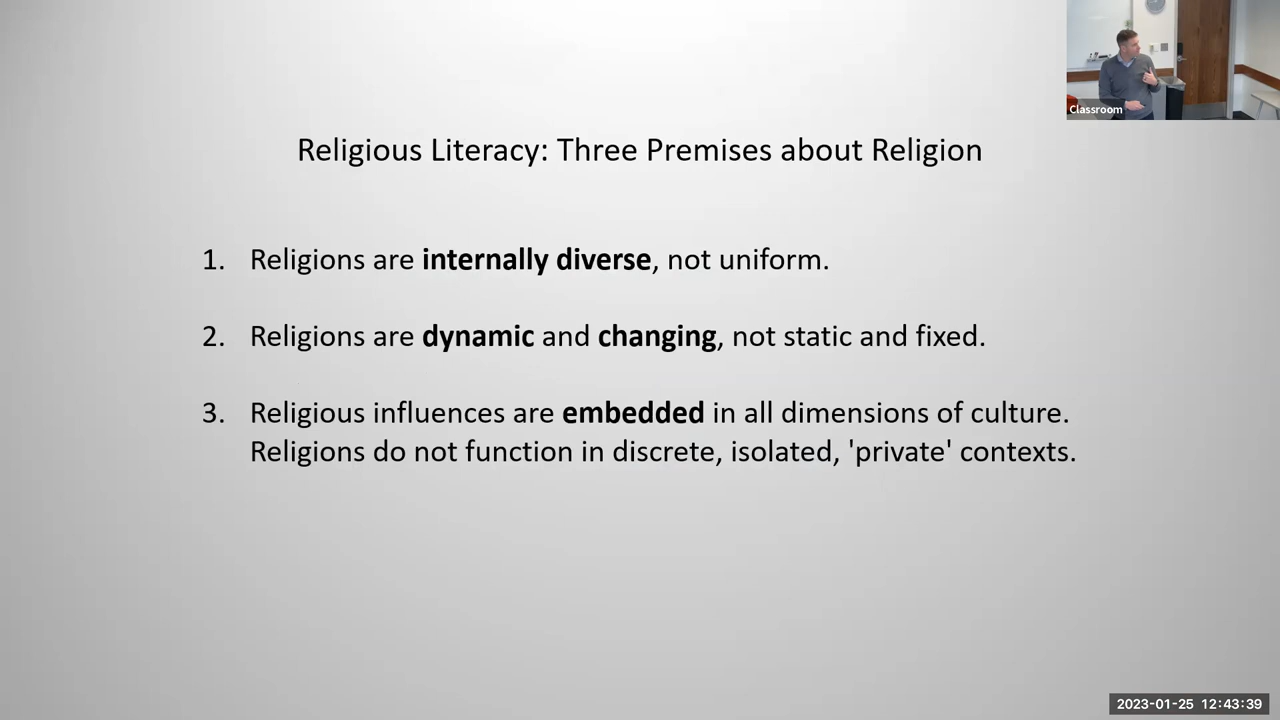 Classroom
Religious Literacy: Three Premises about Religion
1. Religions are internally diverse, not uniform.
2. Religions are dynamic and changing, not static and fixed.
3. Religious influences are embedded in all dimensions of culture.
Religions do not function in discrete, isolated, 'private' contexts.
2023-01-25 12:43:39